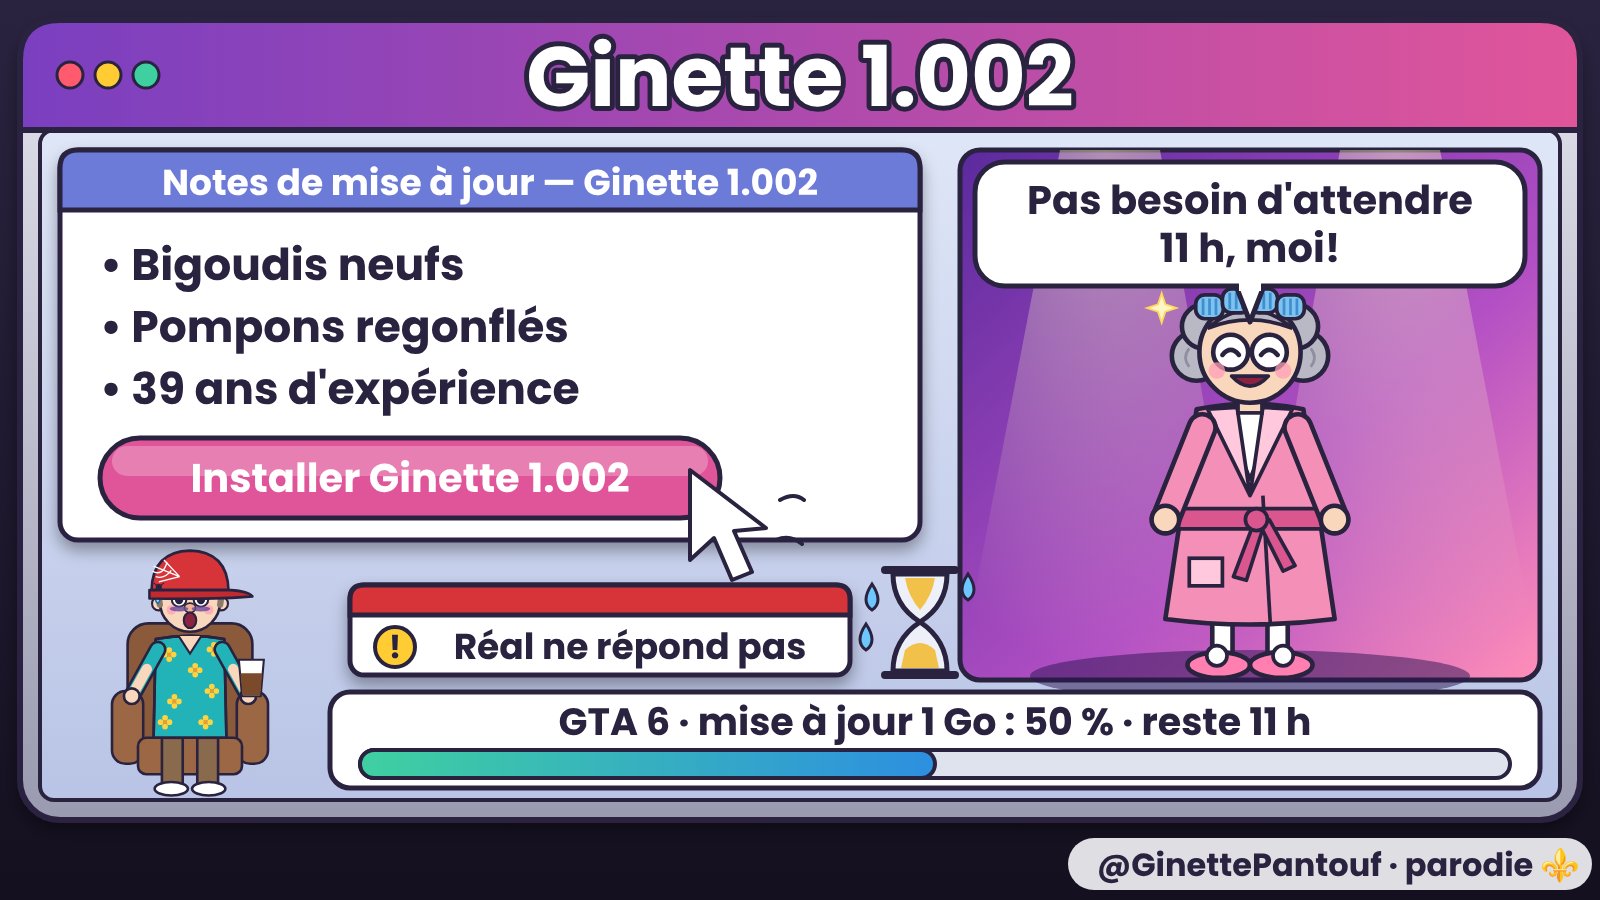 Ginette 1.002
Notes de mise à jour — Ginette 1.002
• Bigoudis neufs
• Pompons regonflés
• 39 ans d'expérience
Installer Ginette 1.002
Pas besoin d'attendre
11 h, moi!
! Réal ne répond pas
GTA 6 · mise à jour 1 Go : 50 % · reste 11 h
@GinettePantouf · parodie ⚜️